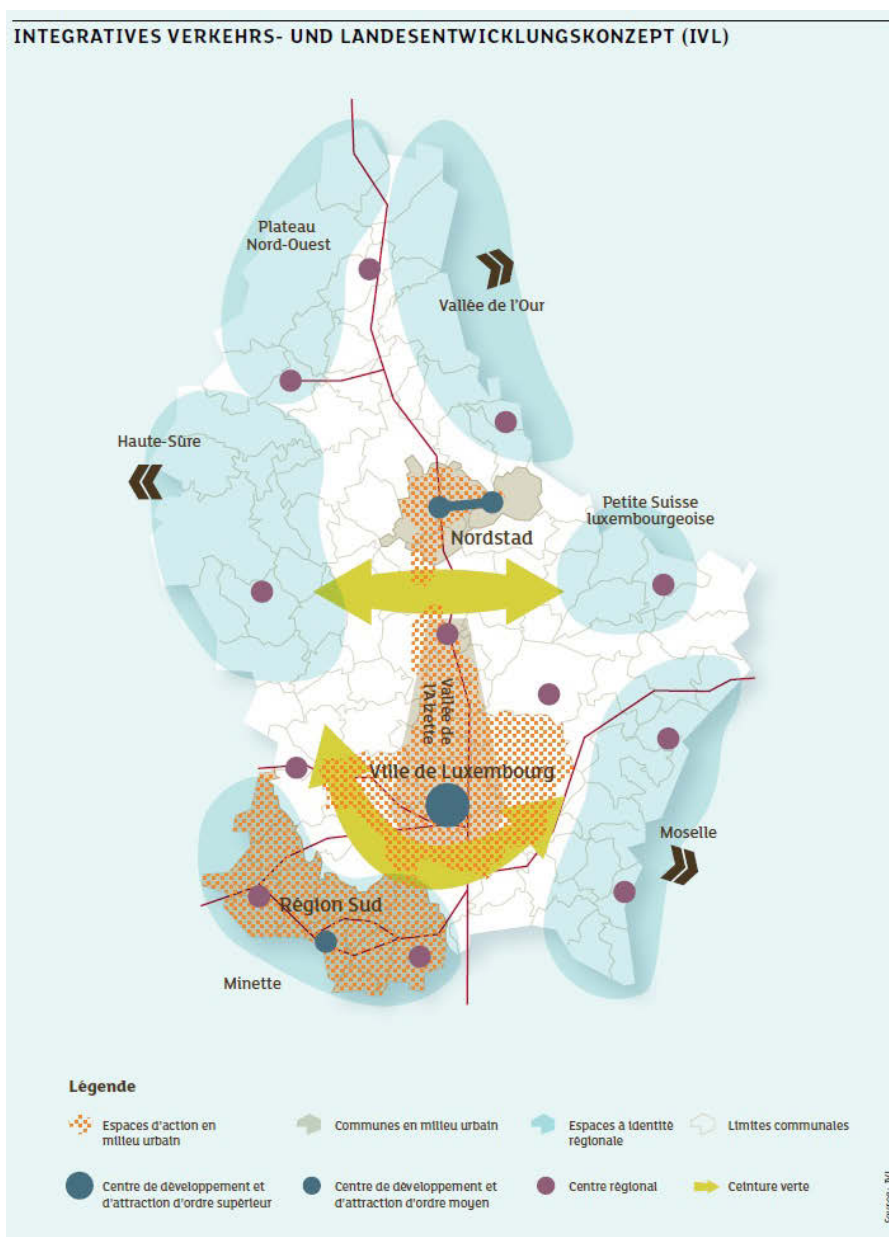 INTEGRATIVES VERKEHRS- UND LANDESENTWICKLUNGSKONZEPT (IVL)
Plateau
Nord-Ouest
Vallée de l'Our
Haute-Sûre
Petite Suisse
luxembourgeoise
Nordstad
Vallée de
l'Alzette
Ville de Luxembourg
Moselle
Région Sud
Minette
Légende
Espaces d'action en
milieu urbain
Communes en milieu urbain
Espaces à identité
régionale
Limites communales
Centre de développement et
d'attraction d'ordre supérieur
Centre de développement et
d'attraction d'ordre moyen
Centre régional
Ceinture verte